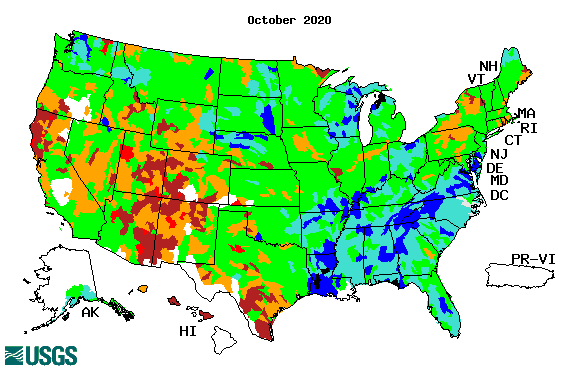 October 2020
NH
VT
MA
RI
CT
NJ
DE
MD
DC
PR-VI
AK
HI
USGS